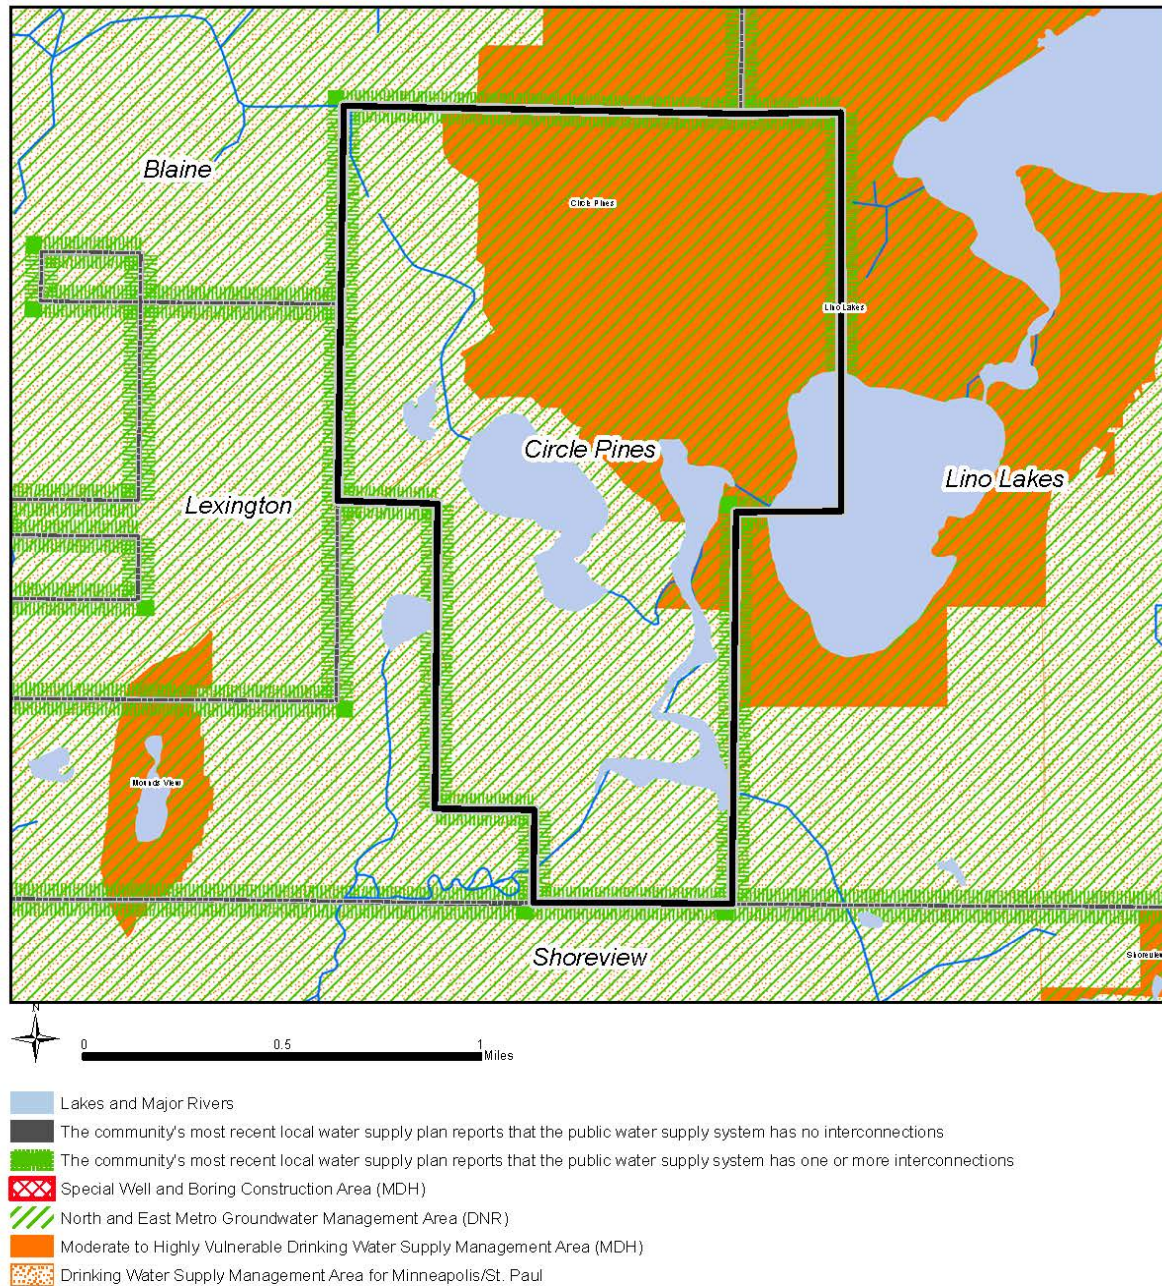 Blaine
Circle Pines
Lino Lakes
Circle Pines
Lino Lakes
Lexington
Mounds View
Shoreview
Shoreview
N
0 0.5 1
Miles
Lakes and Major Rivers
The community's most recent local water supply plan reports that the public water supply system has no interconnections
The community's most recent local water supply plan reports that the public water supply system has one or more interconnections
Special Well and Boring Construction Area (MDH)
North and East Metro Groundwater Management Area (DNR)
Moderate to Highly Vulnerable Drinking Water Supply Management Area (MDH)
Drinking Water Supply Management Area for Minneapolis/St. Paul